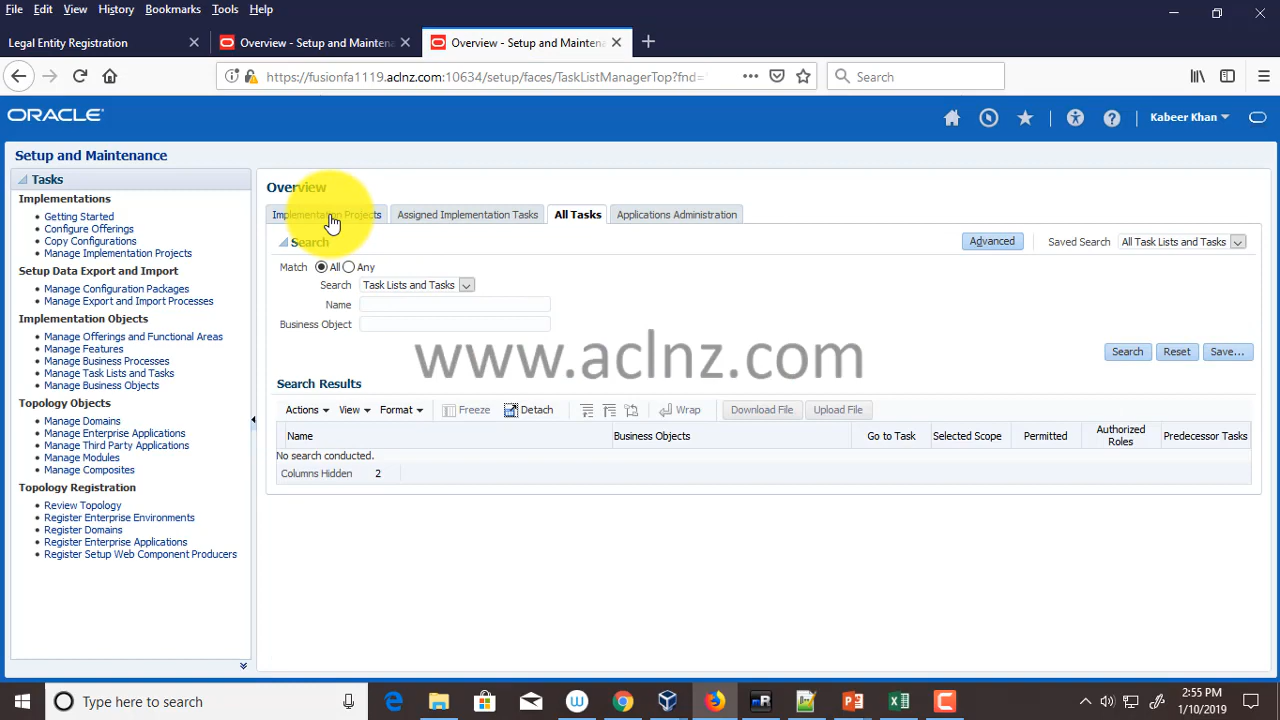 File Edit View History Bookmarks Tools Help
Legal Entity Registration
Overview - Setup and Maintenan
Overview - Setup and Maintenan
https://fusionfa1119.aclnz.com:10634/setup/faces/TaskListManagerTop?fnd=
Search
ORACLE
Kabeer Khan
Setup and Maintenance
Tasks
Implementations
Getting Started
Configure Offerings
Copy Configurations
Manage Implementation Projects
Setup Data Export and Import
Manage Configuration Packages
Manage Export and Import Processes
Implementation Objects
Manage Offerings and Functional Areas
Manage Features
Manage Business Processes
Manage Task Lists and Tasks
Manage Business Objects
Topology Objects
Manage Domains
Manage Enterprise Applications
Manage Third Party Applications
Manage Modules
Manage Composites
Topology Registration
Review Topology
Register Enterprise Environments
Register Domains
Register Enterprise Applications
Register Setup Web Component Producers
Overview
Implementation Projects Assigned Implementation Tasks All Tasks Applications Administration
Search
Advanced Saved Search All Task Lists and Tasks
Match All Any
Search Task Lists and Tasks
Name
Business Object
www.aclnz.com
Search Reset Save...
Search Results
Actions View Format Freeze Detach Wrap Download File Upload File
Name Business Objects Go to Task Selected Scope Permitted Authorized Roles Predecessor Tasks
No search conducted.
Columns Hidden 2
Type here to search
2:55 PM
1/10/2019